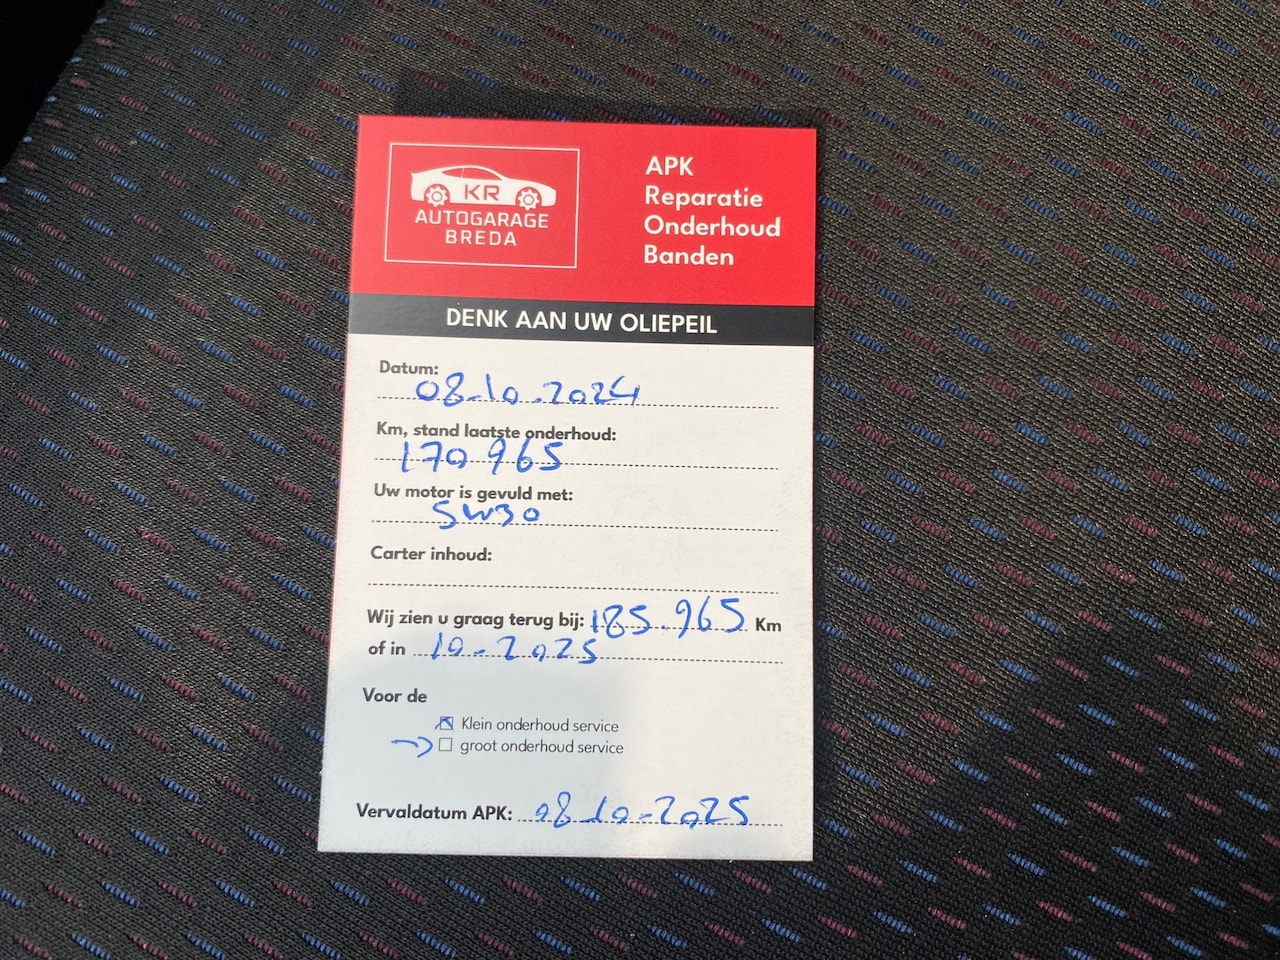 KR
AUTOGARAGE
BREDA
APK
Reparatie
Onderhoud
Banden
DENK AAN UW OLIEPEIL
Datum:
08.10.2024
Km, stand laatste onderhoud:
170965
Uw motor is gevuld met:
5W30
Carter inhoud:
Wij zien u graag terug bij: 185.965 Km
of in 10-2025
Voor de
Klein onderhoud service
groot onderhoud service
Vervaldatum APK: 08-10-2025